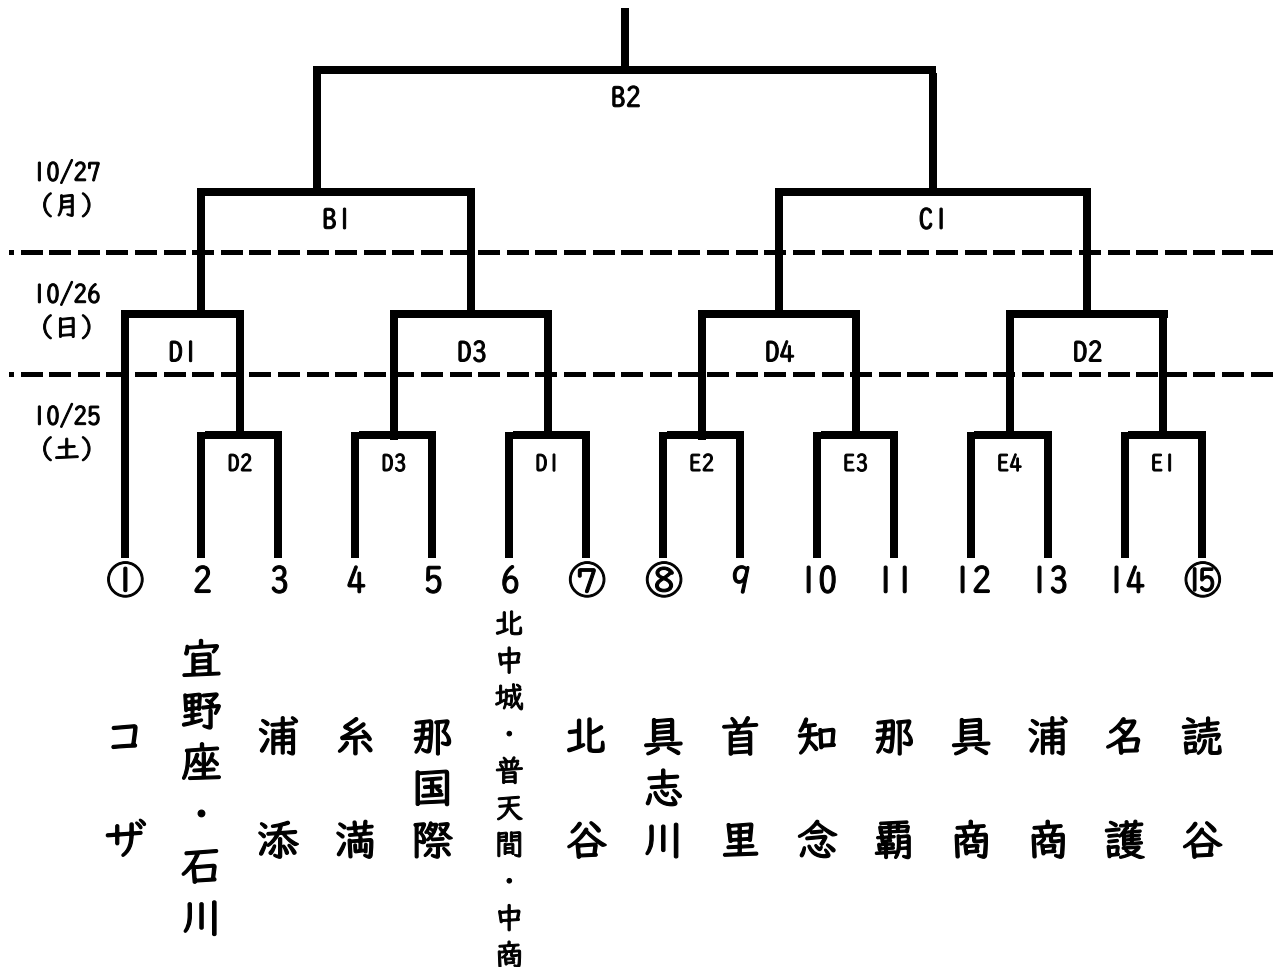 B2
10/27
（月）
B1
C1
10/26
（日）
D1
D3
D4
D2
10/25
（土）
D2
D3
D1
E2
E3
E4
E1
①
2
3
4
5
6
⑦
⑧
9
10
11
12
13
14
⑮
コザ
宜野座・石川
浦添
糸満
那国際
北中城・普天間・中商
北谷
具志川
首里
知念
那覇
具商
浦商
名護
読谷